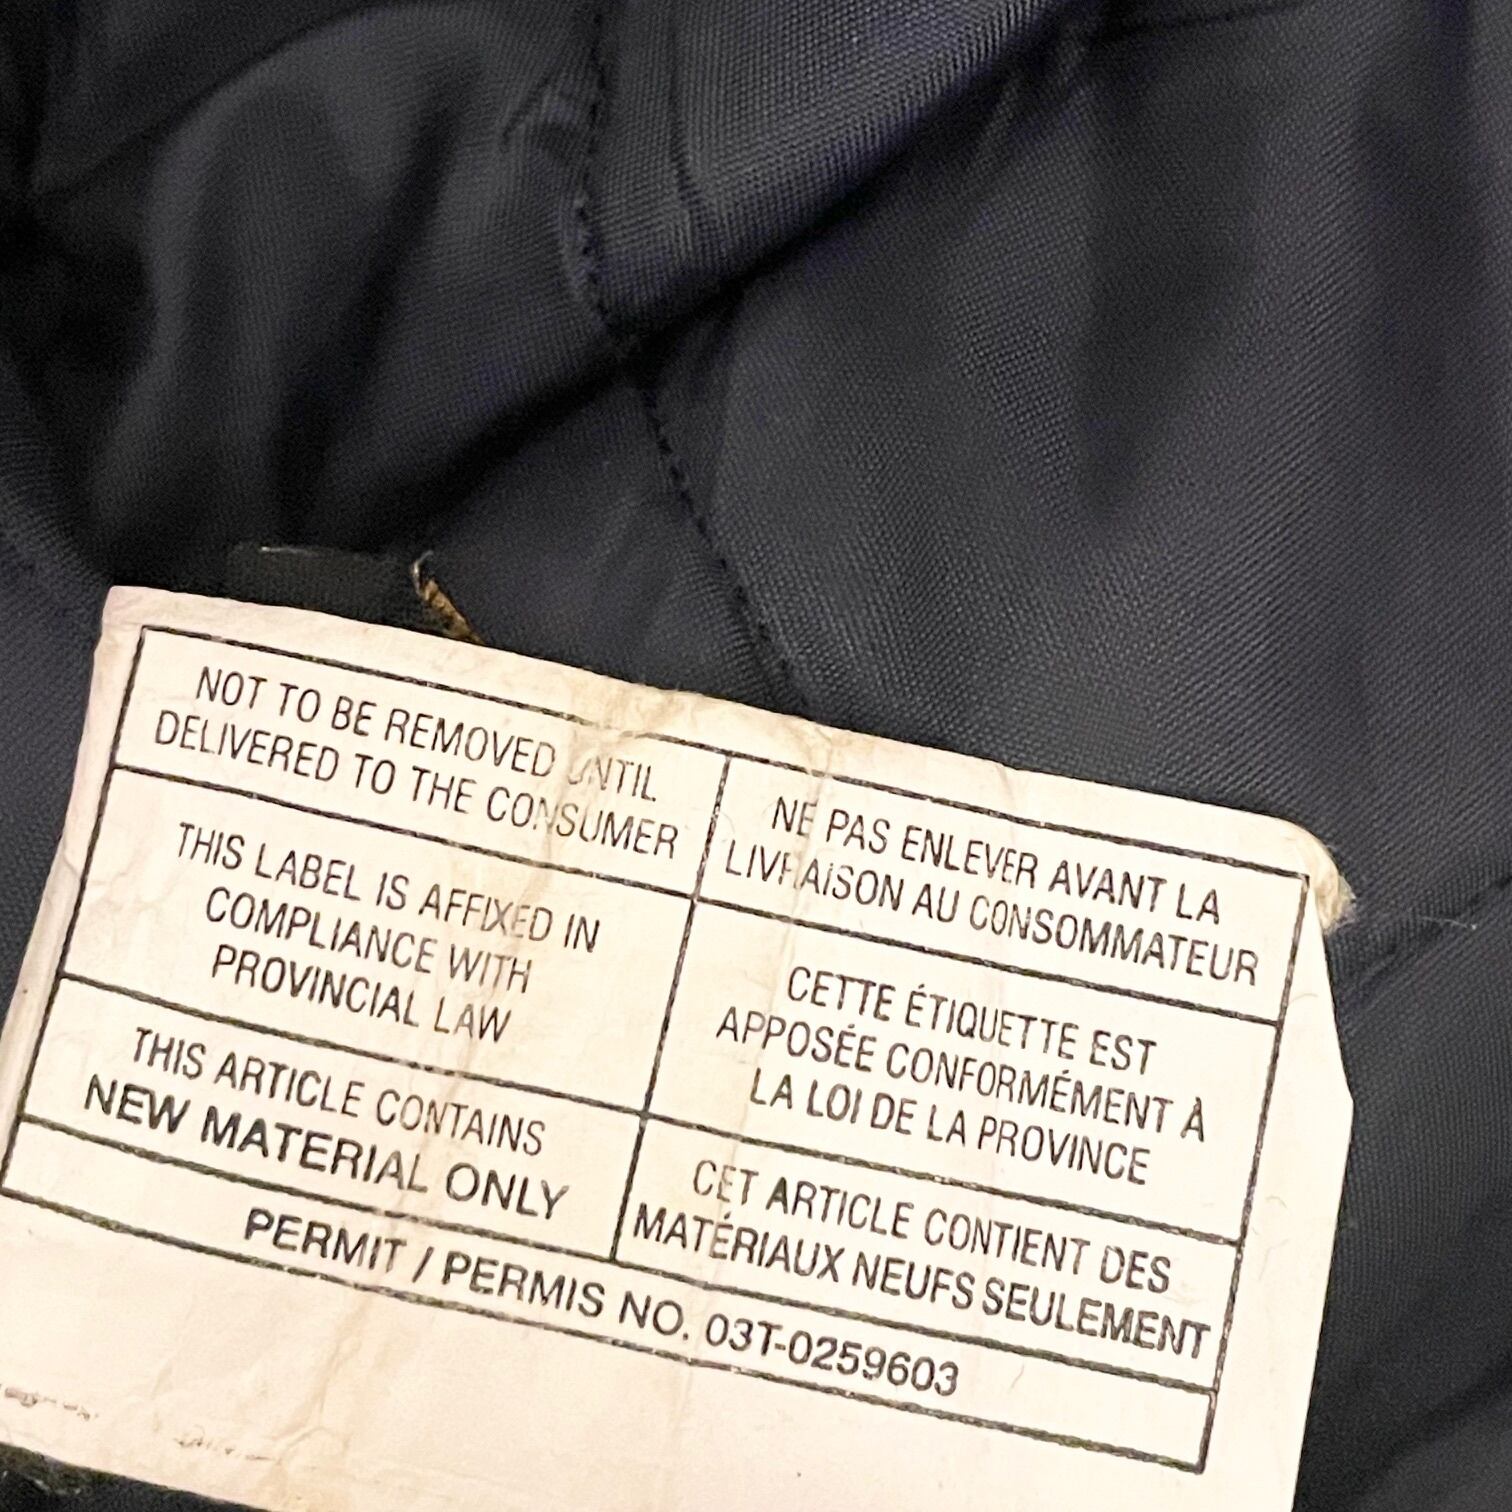 NOT TO BE REMOVED UNTIL
DELIVERED TO THE CONSUMER
NE PAS ENLEVER AVANT LA
LIVRAISON AU CONSOMMATEUR
THIS LABEL IS AFFIXED IN
COMPLIANCE WITH
PROVINCIAL LAW
CETTE ÉTIQUETTE EST
APPOSÉE CONFORMÉMENT À
LA LOI DE LA PROVINCE
THIS ARTICLE CONTAINS
NEW MATERIAL ONLY
CET ARTICLE CONTIENT DES
MATÉRIAUX NEUFS SEULEMENT
PERMIT / PERMIS NO. 03T-0259603